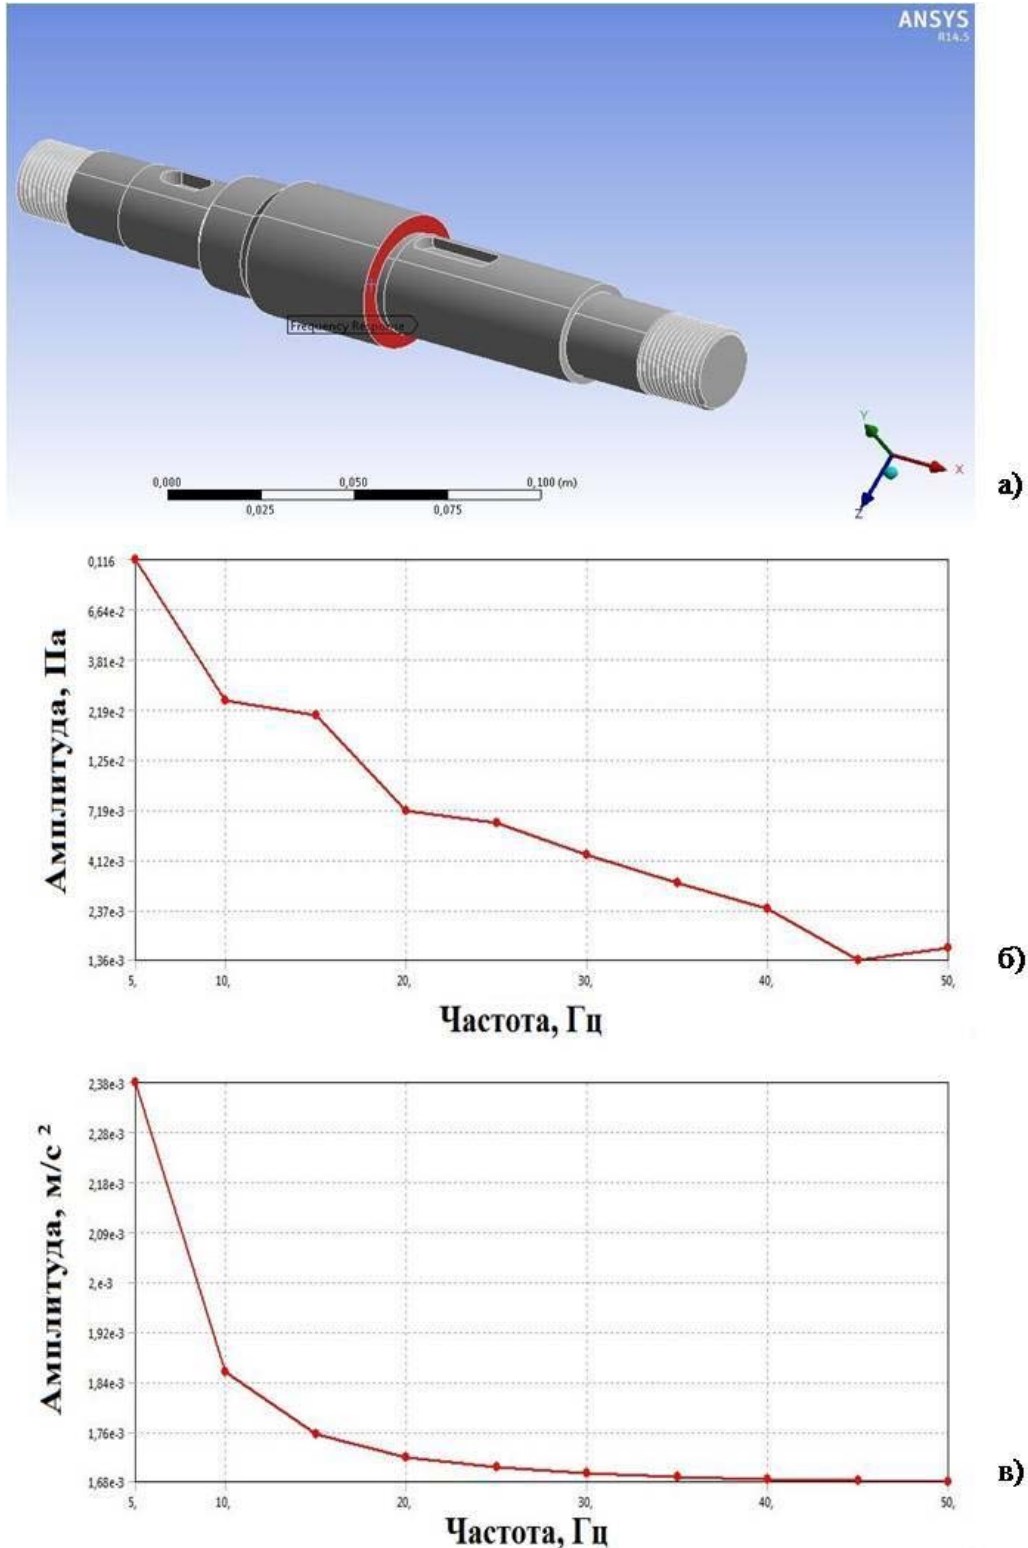 ANSYS
R14.5
Frequency Response
Y
X
Z
0,000 0,050 0,100 (m)
0,025 0,075
а)
0,116
6,64e-2
3,81e-2
2,19e-2
1,25e-2
7,19e-3
4,12e-3
2,37e-3
1,36e-3
Амплитуда, Па
5, 10, 20, 30, 40, 50,
Частота, Гц
б)
2,38e-3
2,28e-3
2,18e-3
2,09e-3
2,e-3
1,92e-3
1,84e-3
1,76e-3
1,68e-3
Амплитуда, м/с ²
5, 10, 20, 30, 40, 50,
Частота, Гц
в)